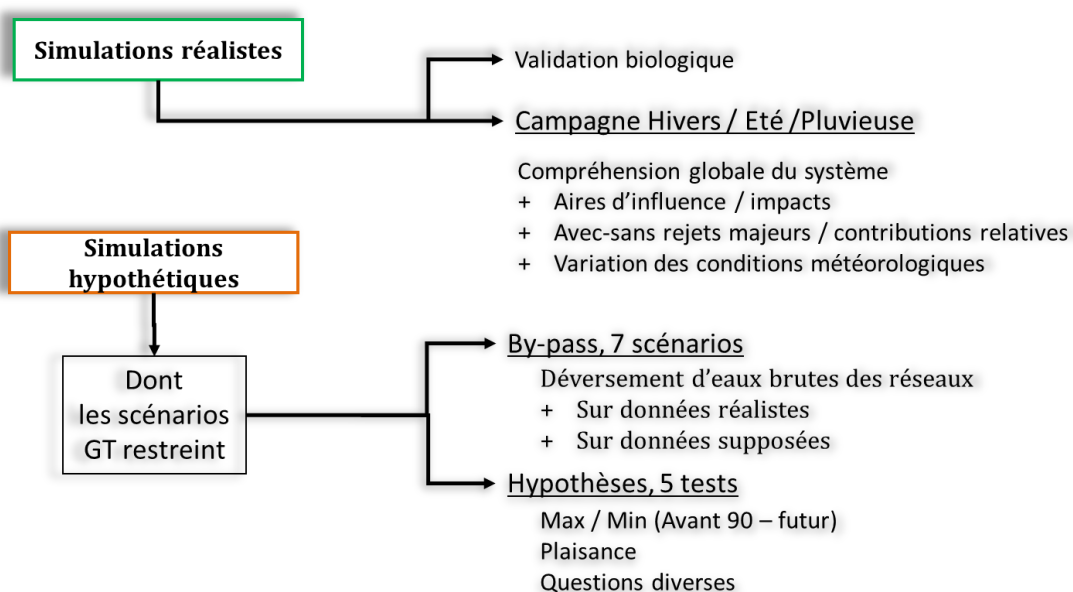 Simulations réalistes
Validation biologique
Campagne Hivers / Eté /Pluvieuse
Compréhension globale du système
+ Aires d'influence / impacts
+ Avec-sans rejets majeurs / contributions relatives
+ Variation des conditions météorologiques
Simulations
hypothétiques
Dont
les scénarios
GT restreint
By-pass, 7 scénarios
Déversement d'eaux brutes des réseaux
+ Sur données réalistes
+ Sur données supposées
Hypothèses, 5 tests
Max / Min (Avant 90 – futur)
Plaisance
Questions diverses